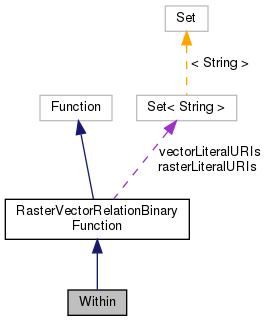 Set
< String >
Function
Set< String >
vectorLiteralURIs
rasterLiteralURIs
RasterVectorRelationBinary
Function
Within